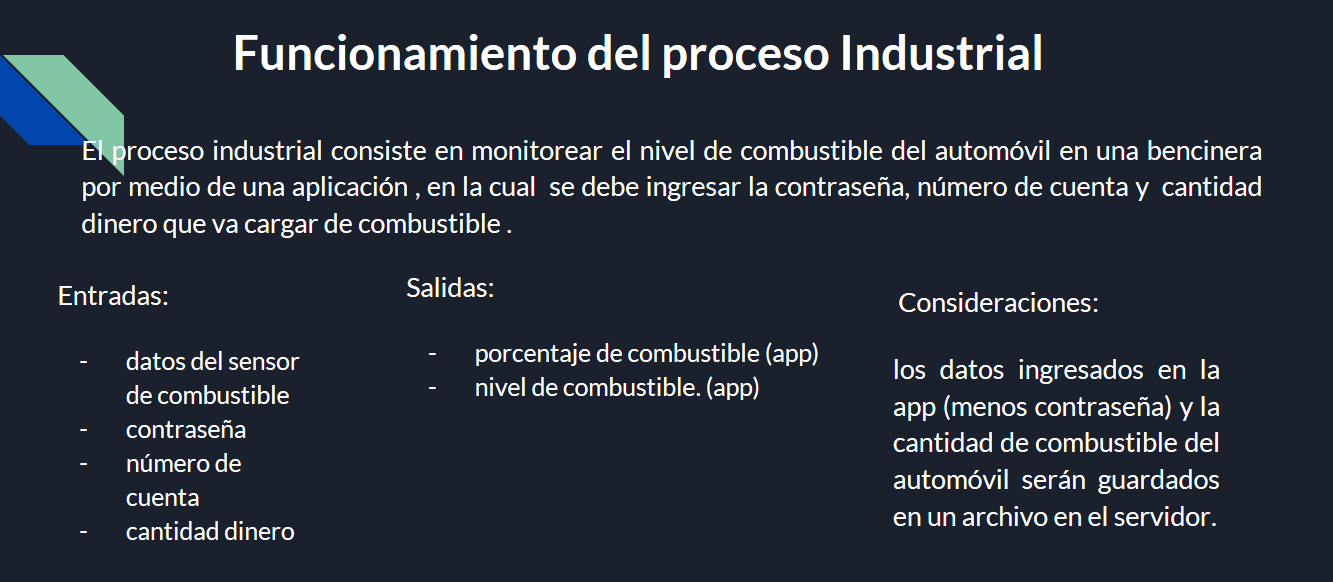 Funcionamiento del proceso Industrial
El proceso industrial consiste en monitorear el nivel de combustible del automóvil en una bencinera
por medio de una aplicación , en la cual se debe ingresar la contraseña, número de cuenta y cantidad
dinero que va cargar de combustible .
Entradas:
- datos del sensor
de combustible
- contraseña
- número de
cuenta
- cantidad dinero
Salidas:
- porcentaje de combustible (app)
- nivel de combustible. (app)
Consideraciones:
los datos ingresados en la
app (menos contraseña) y la
cantidad de combustible del
automóvil serán guardados
en un archivo en el servidor.